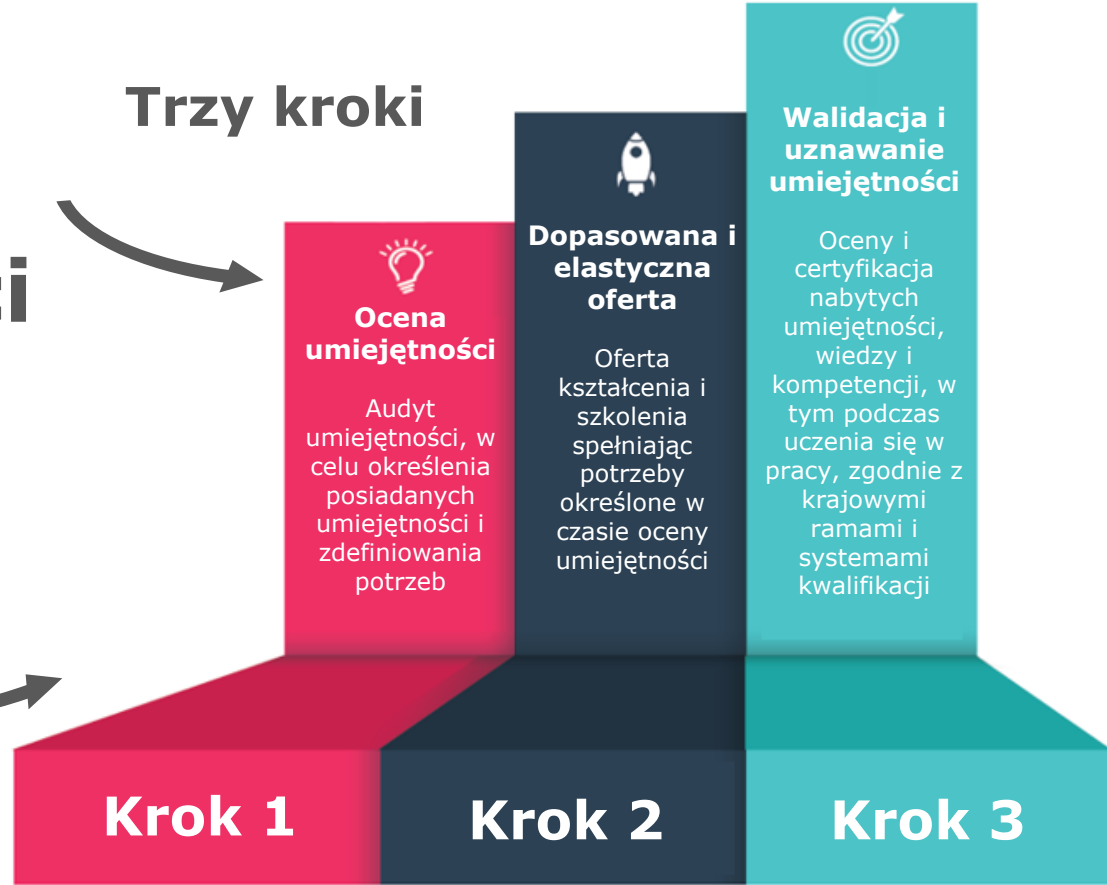 Trzy kroki
Ocena
umiejętności
Audyt
umiejętności, w
celu określenia
posiadanych
umiejętności i
zdefiniowania
potrzeb
Dopasowana i
elastyczna
oferta
Oferta
kształcenia i
szkolenia
spełniając
potrzeby
określone w
czasie oceny
umiejętności
Walidacja i
uznawanie
umiejętności
Oceny i
certyfikacja
nabytych
umiejętności,
wiedzy i
kompetencji, w
tym podczas
uczenia się w
pracy, zgodnie z
krajowymi
ramami i
systemami
kwalifikacji
Krok 1
Krok 2
Krok 3